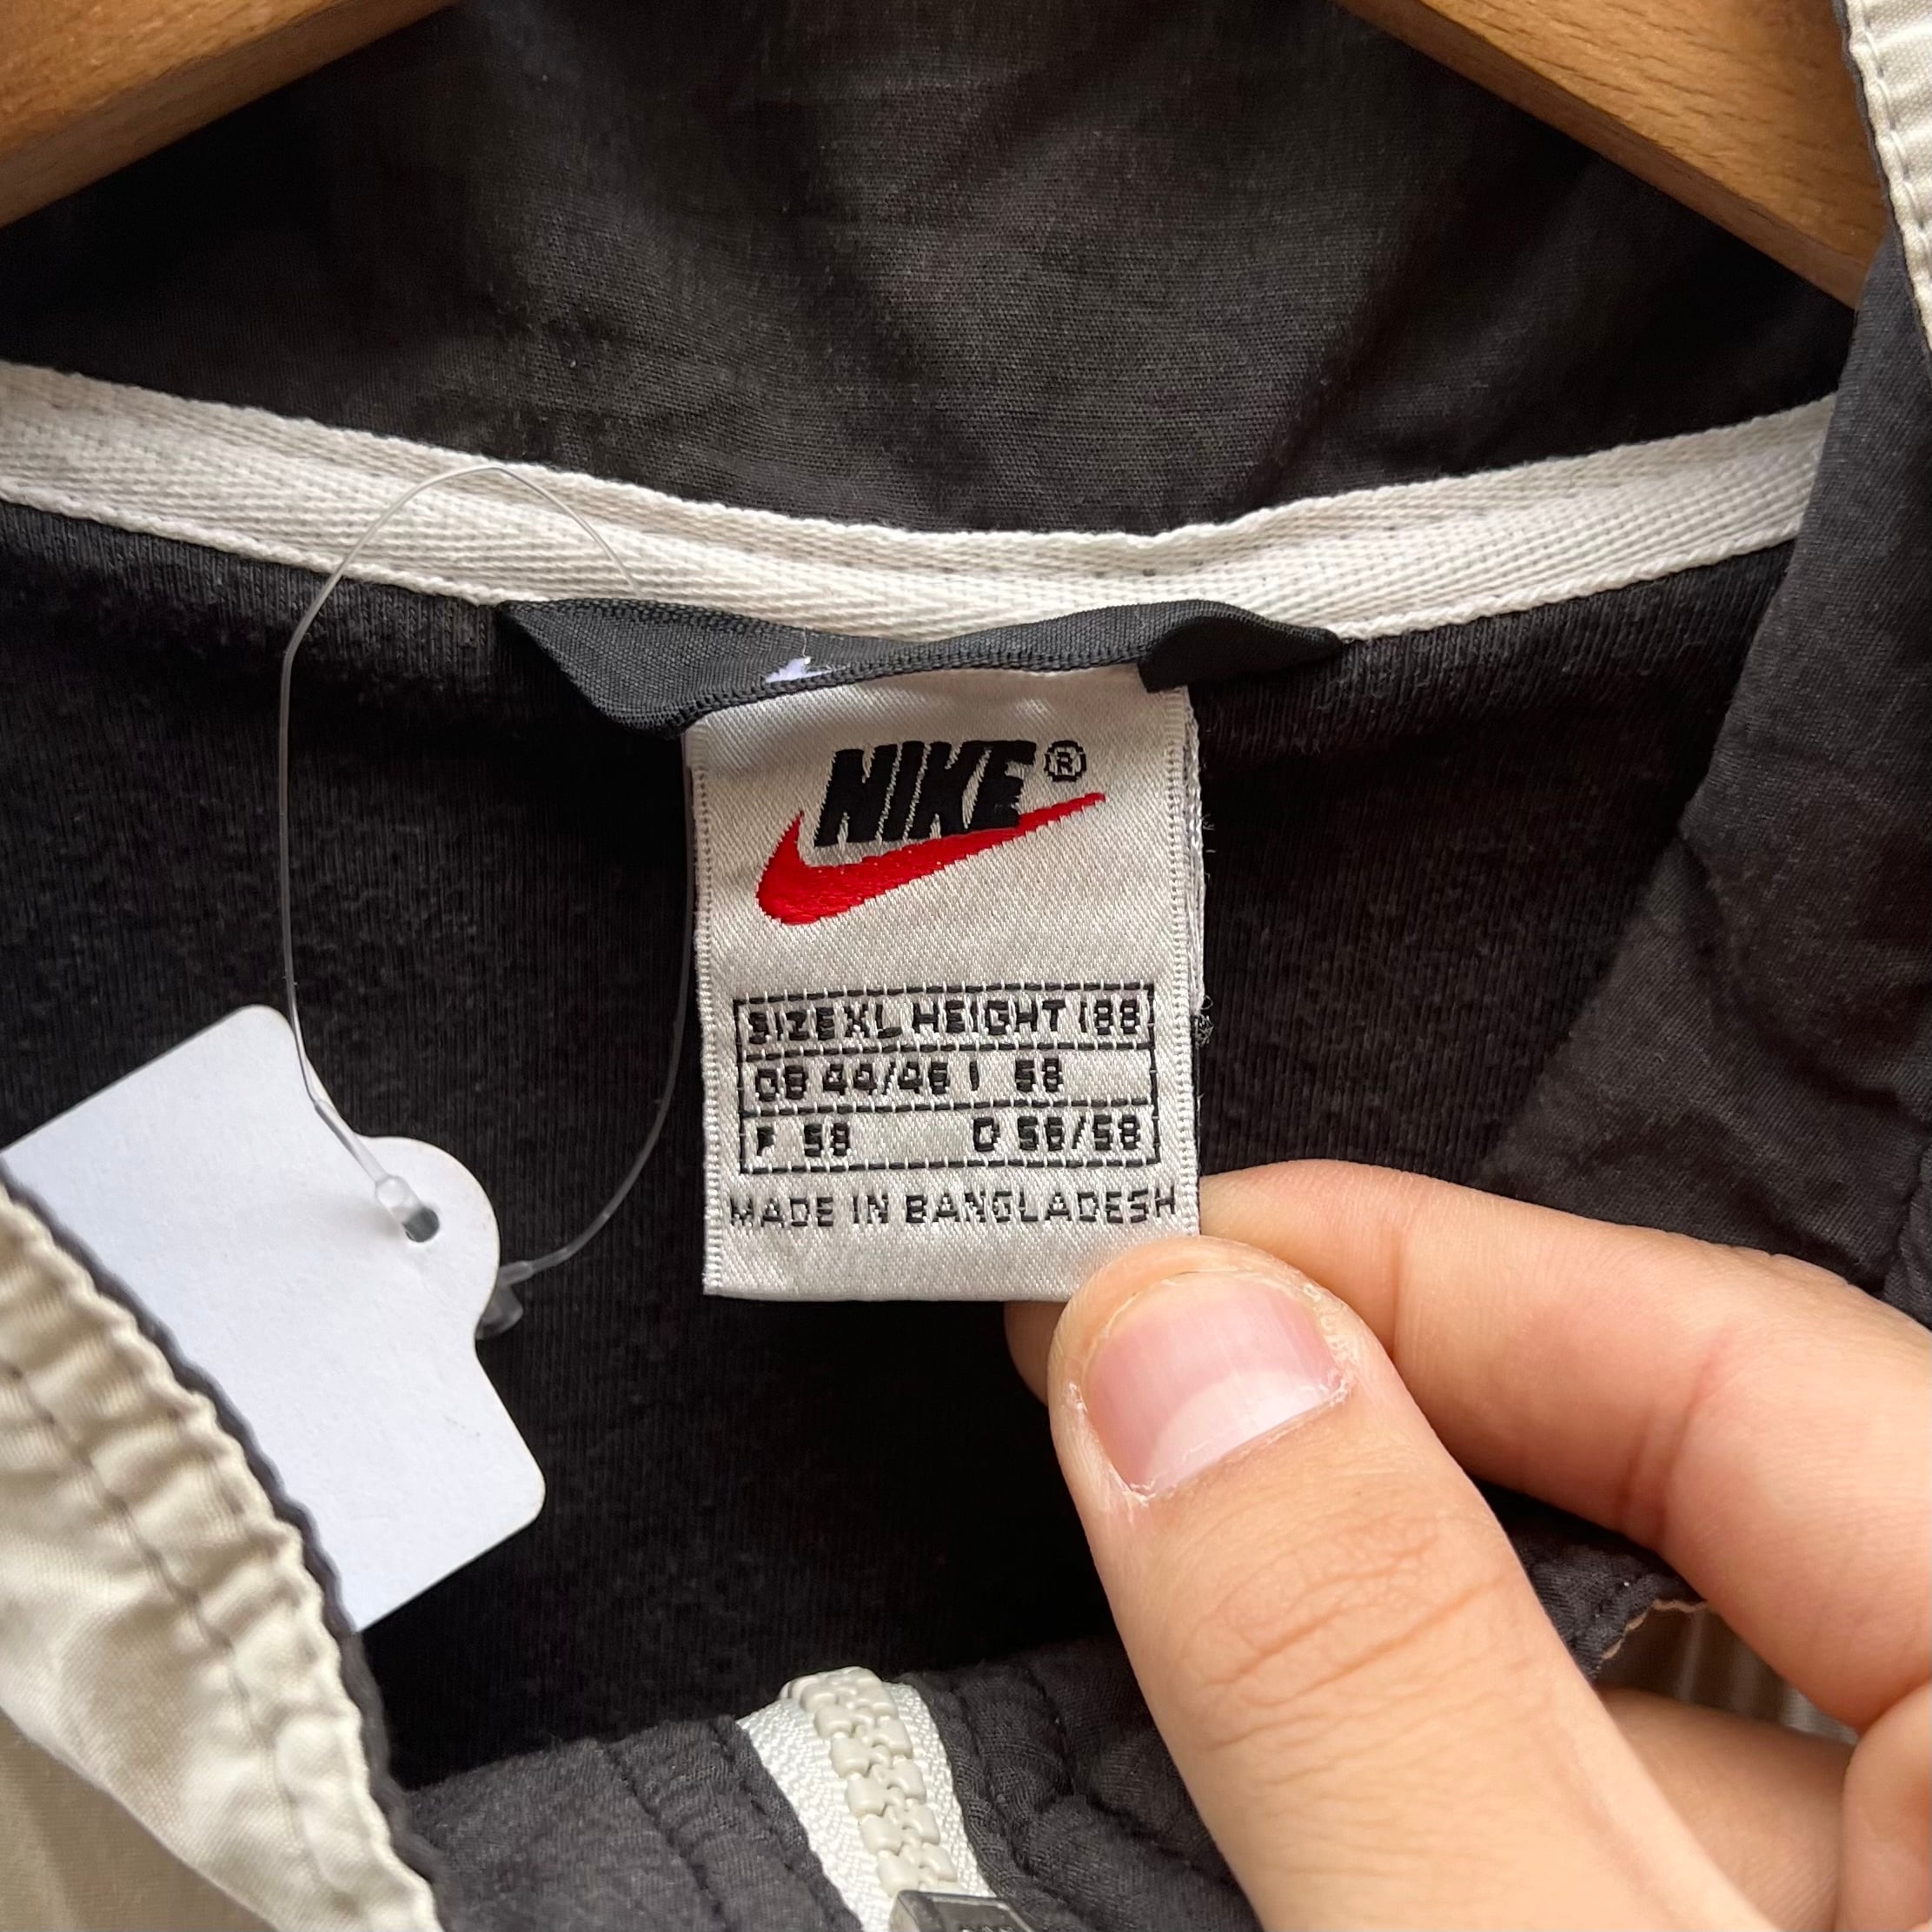 NIKE®
SIZE XL HEIGHT 188
GB 44/46 I 58
F 58 D 56/58
MADE IN BANGLADESH